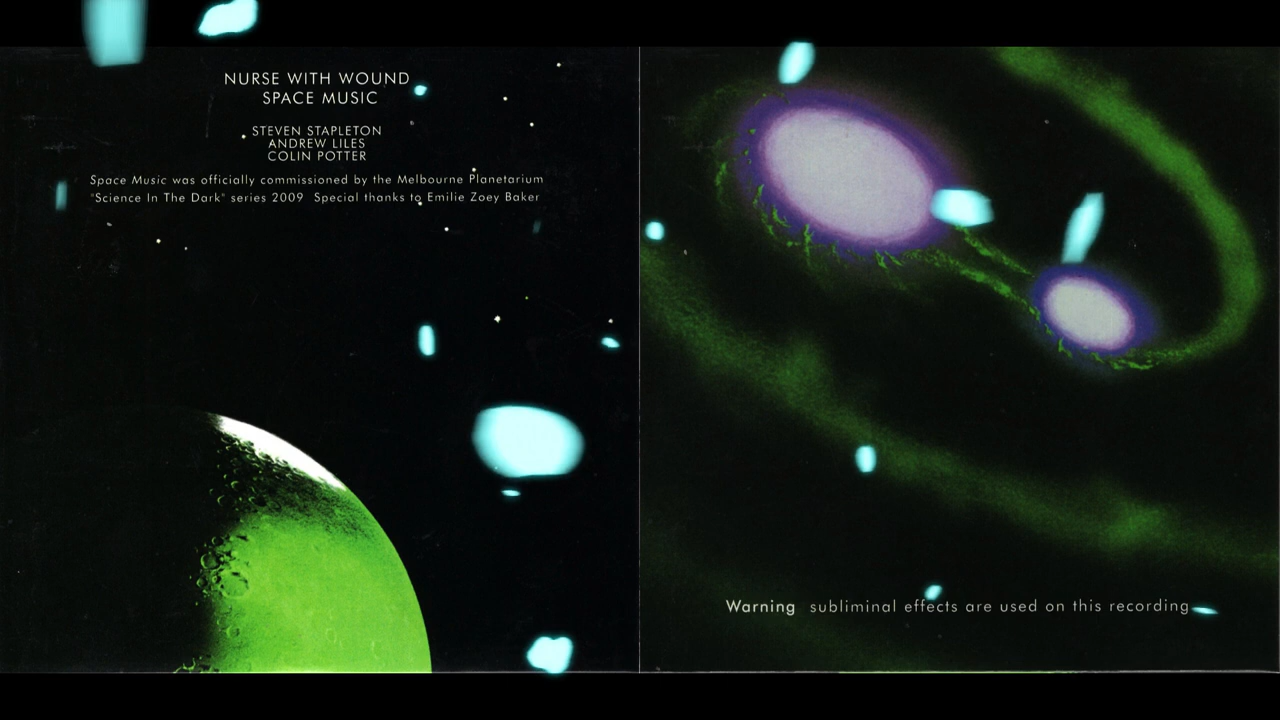 NURSE WITH WOUND
SPACE MUSIC
STEVEN STAPLETON
ANDREW LILES
COLIN POTTER
Space Music was officially commissioned by the Melbourne Planetarium
"Science In The Dark" series 2009 Special thanks to Emilie Zoey Baker
Warning subliminal effects are used on this recording